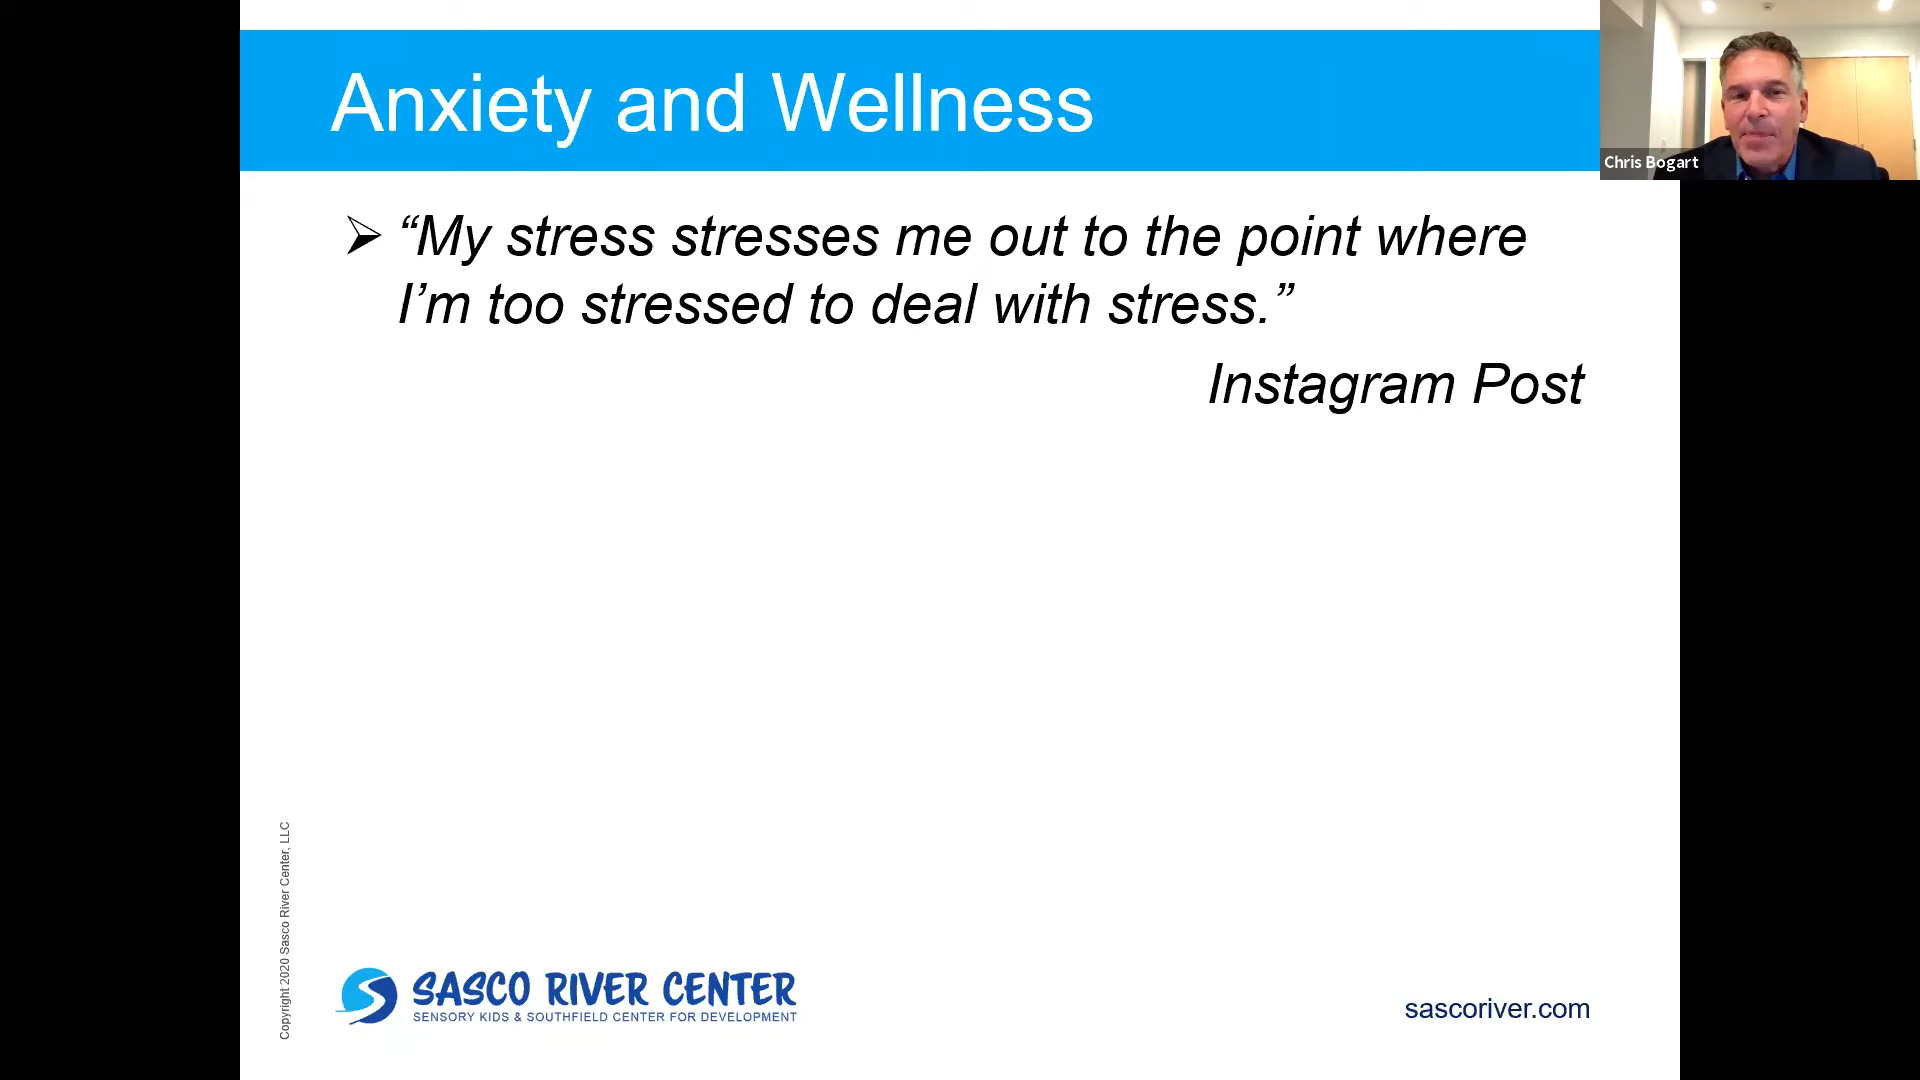 Anxiety and Wellness
Chris Bogart
➢ “My stress stresses me out to the point where
I’m too stressed to deal with stress.”
Instagram Post
Copyright 2020 Sasco River Center, LLC
SASCO RIVER CENTER
SENSORY KIDS & SOUTHFIELD CENTER FOR DEVELOPMENT
sascoriver.com